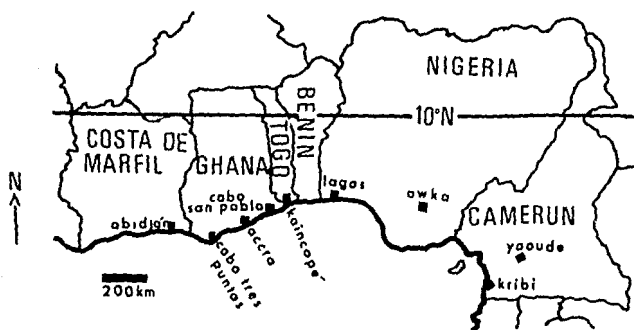 NIGERIA
BENIN
10°N
COSTA DE
MARFIL
GHANA
TOGO
N
cabo
san pablo
lagos
awka
CAMERUN
abidján
yaoude
cabo tres
puntas
accra
kaincope-
kribi
200km